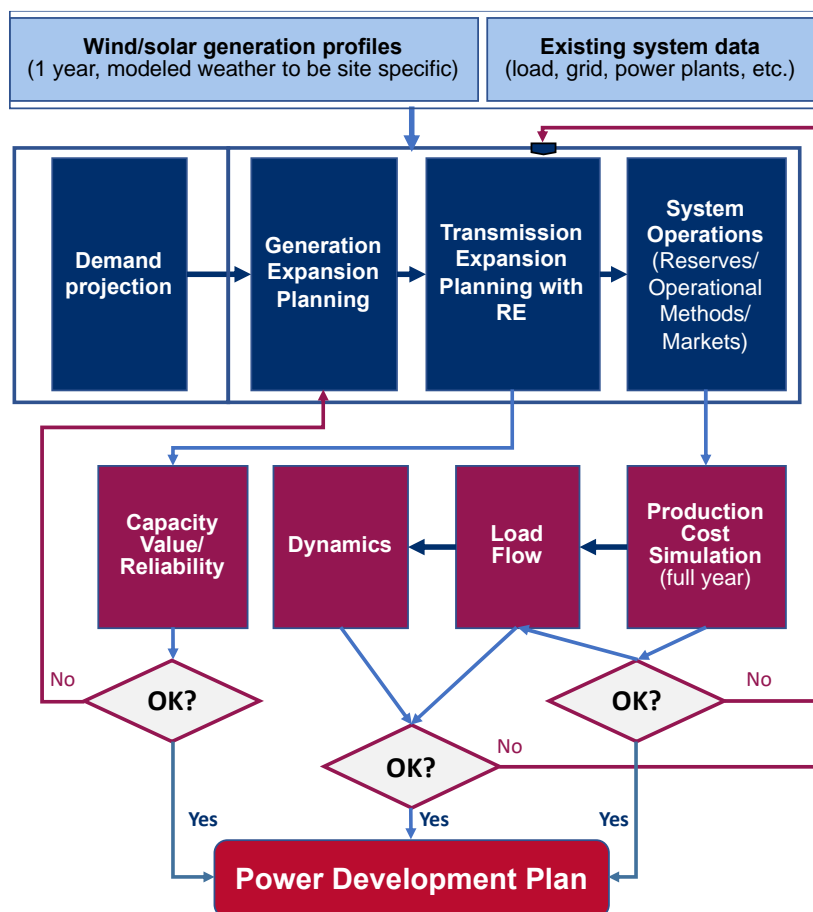 Wind/solar generation profiles
(1 year, modeled weather to be site specific)
Existing system data
(load, grid, power plants, etc.)
Demand
projection
Generation
Expansion
Planning
Transmission
Expansion
Planning with
RE
System
Operations
(Reserves/
Operational
Methods/
Markets)
Capacity
Value/
Reliability
Dynamics
Load
Flow
Production
Cost
Simulation
(full year)
No
OK?
OK?
No
OK?
No
Yes
Yes
Yes
Power Development Plan